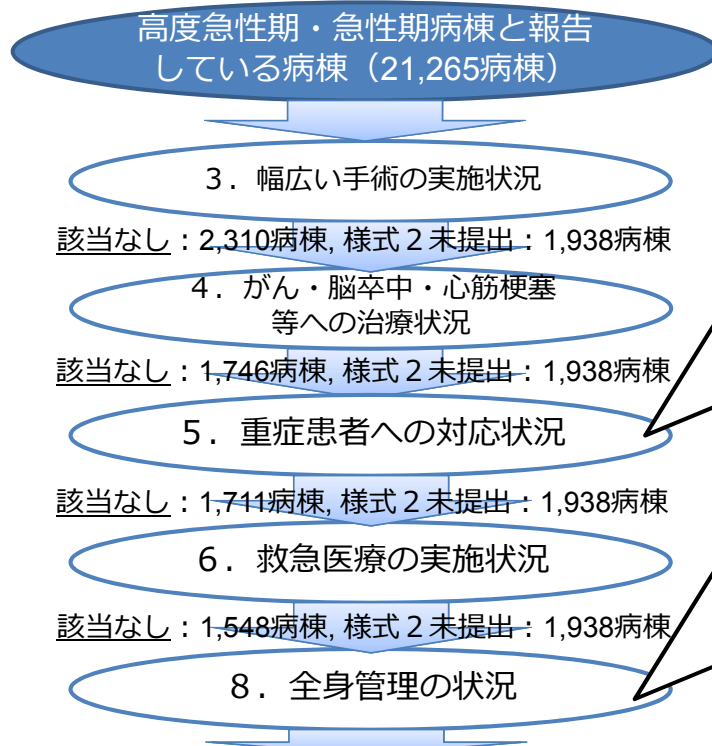 高度急性期・急性期病棟と報告
している病棟（21,265病棟）
３．幅広い手術の実施状況
該当なし：2,310病棟, 様式２未提出：1,938病棟
４．がん・脳卒中・心筋梗塞
等への治療状況
該当なし：1,746病棟, 様式２未提出：1,938病棟
５．重症患者への対応状況
該当なし：1,711病棟, 様式２未提出：1,938病棟
６．救急医療の実施状況
該当なし：1,548病棟, 様式２未提出：1,938病棟
８．全身管理の状況